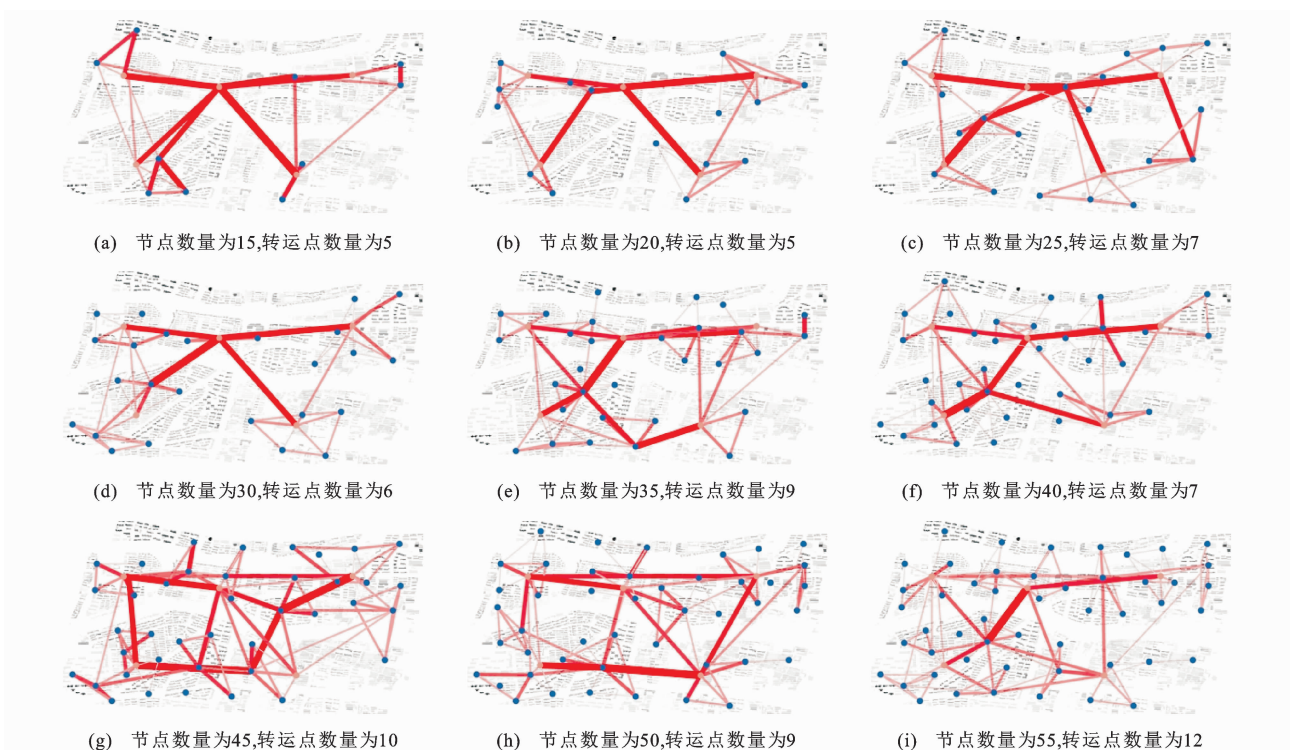 (a) 节点数量为15,转运点数量为5
(b) 节点数量为20,转运点数量为5
(c) 节点数量为25,转运点数量为7
(d) 节点数量为30,转运点数量为6
(e) 节点数量为35,转运点数量为9
(f) 节点数量为40,转运点数量为7
(g) 节点数量为45,转运点数量为10
(h) 节点数量为50,转运点数量为9
(i) 节点数量为55,转运点数量为12